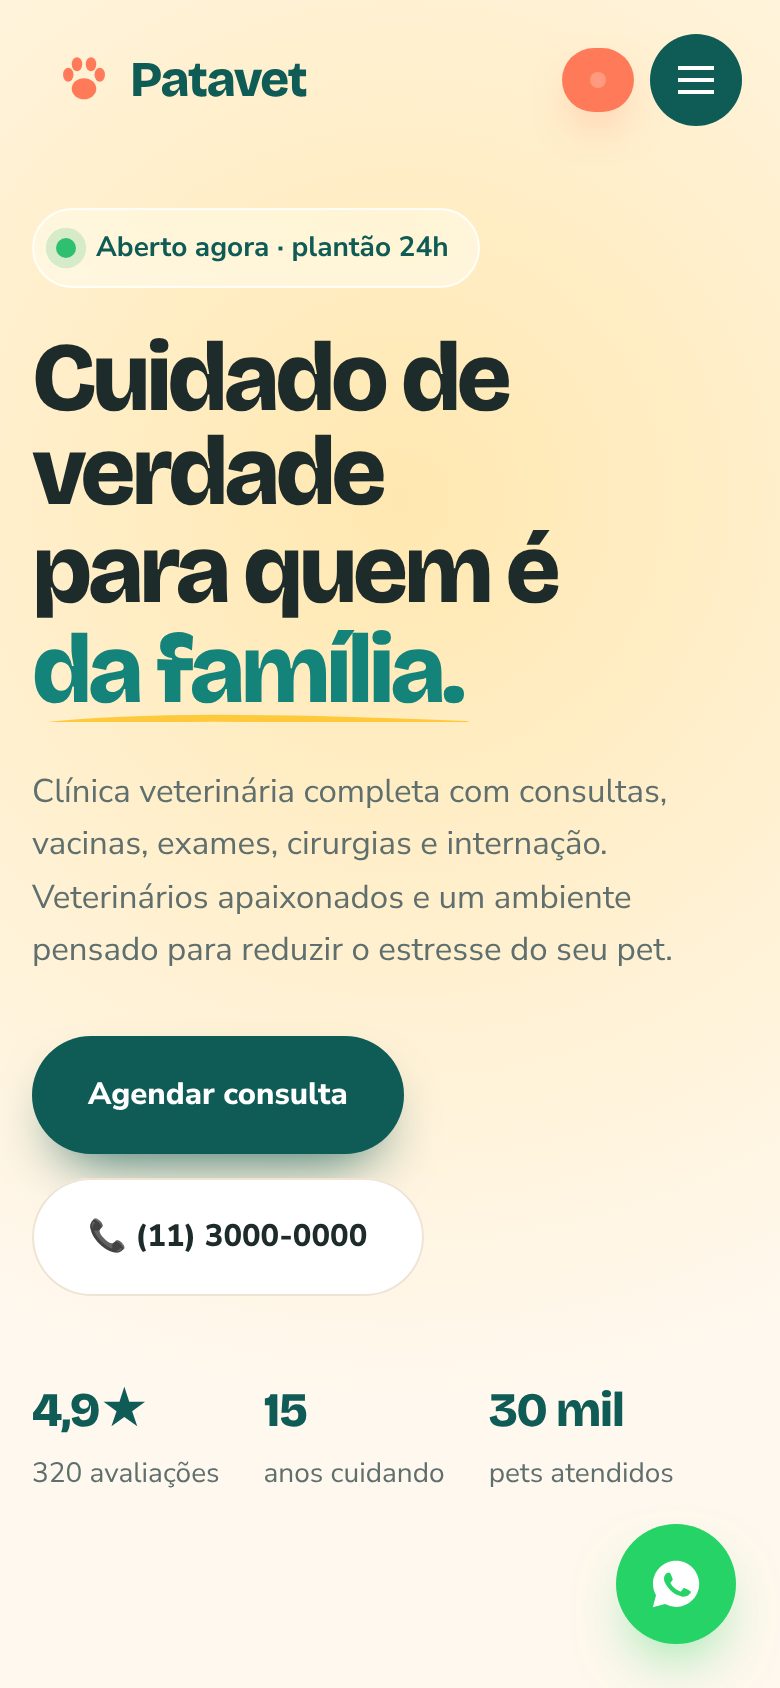 Patavet
Aberto agora · plantão 24h
Cuidado de
verdade
para quem é
da família.
Clínica veterinária completa com consultas,
vacinas, exames, cirurgias e internação.
Veterinários apaixonados e um ambiente
pensado para reduzir o estresse do seu pet.
Agendar consulta
📞 (11) 3000-0000
4,9★ 15 30 mil
320 avaliações anos cuidando pets atendidos